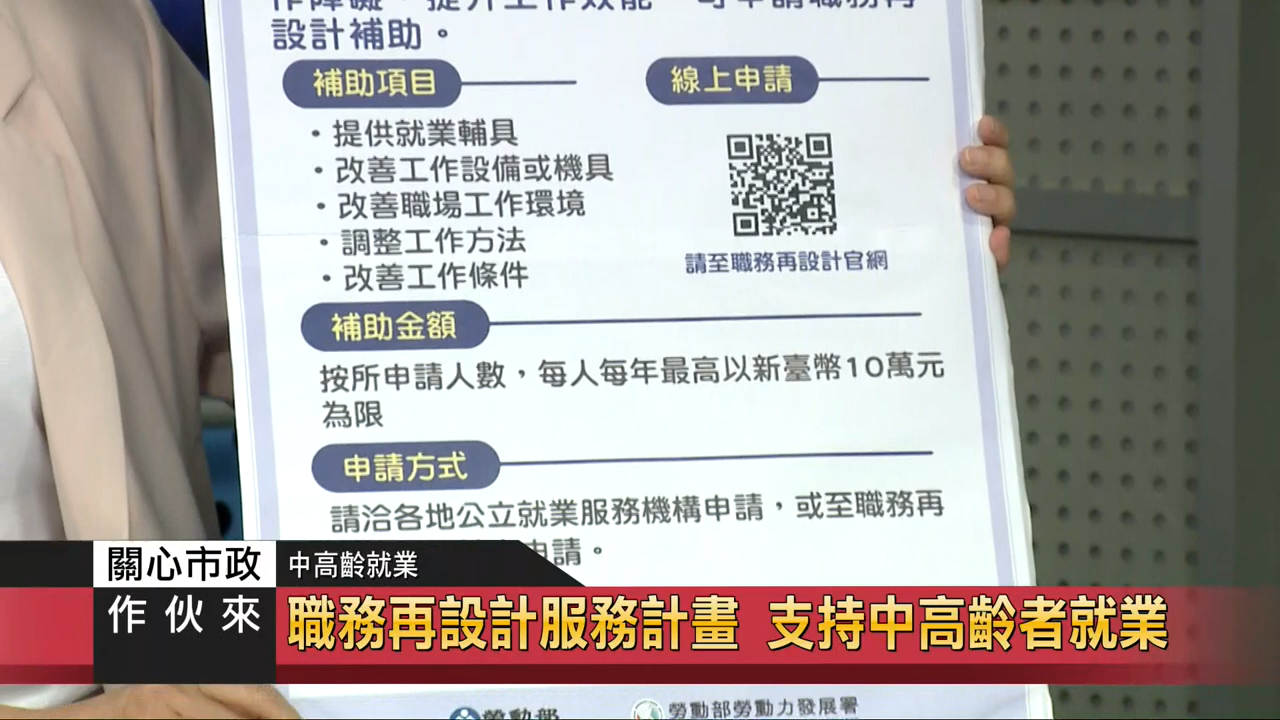 設計補助。
補助項目
線上申請
・提供就業輔具
・改善工作設備或機具
・改善職場工作環境
・調整工作方法
・改善工作條件
請至職務再設計官網
補助金額
按所申請人數，每人每年最高以新臺幣10萬元
為限
申請方式
請洽各地公立就業服務機構申請，或至職務再
申請。
關心市政
作伙來
中高齡就業
職務再設計服務計畫 支持中高齡者就業
勞動部
勞動部勞動力發展署